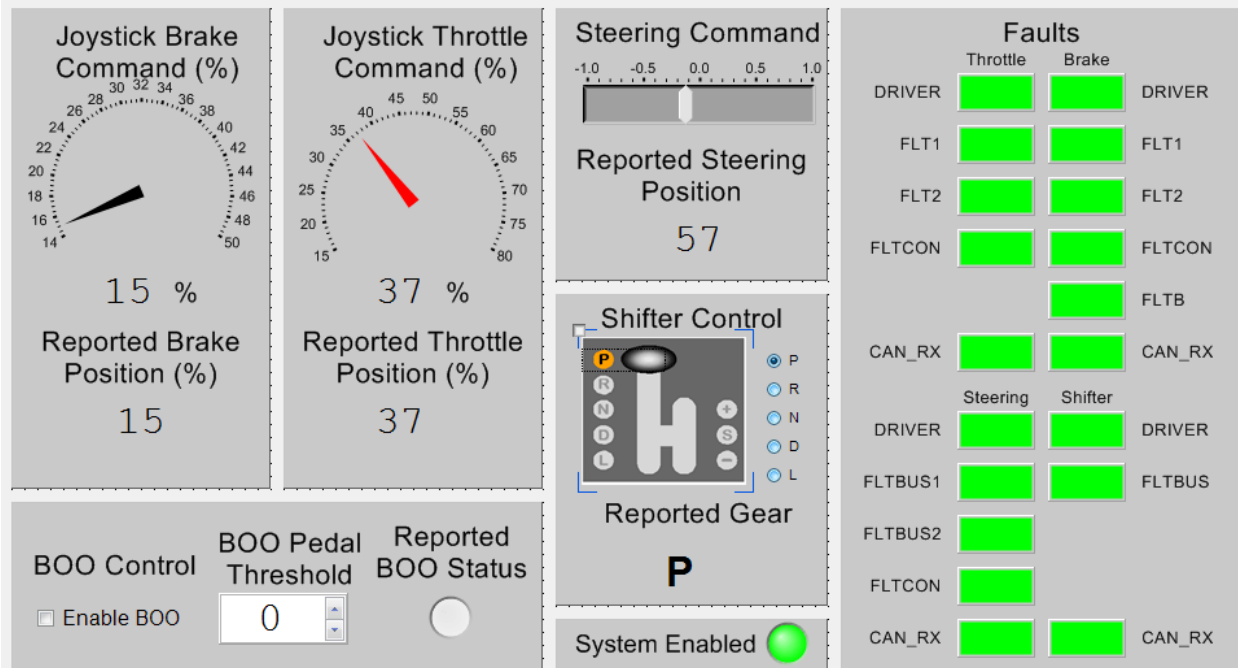 Joystick Brake
Command (%)
14 16 18 20 22 24 26 28 30 32 34 36 38 40 42 44 46 48 50
15 %
Reported Brake
Position (%)
15
Joystick Throttle
Command (%)
15 20 25 30 35 40 45 50 55 60 65 70 75 80
37 %
Reported Throttle
Position (%)
37
Steering Command
-1.0 -0.5 0.0 0.5 1.0
Reported Steering
Position
57
Shifter Control
P
R
N
D
L
+
S
−
P
R
N
D
L
Reported Gear
P
BOO Control
Enable BOO
BOO Pedal
Threshold
0
Reported
BOO Status
System Enabled
Faults
Throttle Brake
DRIVER DRIVER
FLT1 FLT1
FLT2 FLT2
FLTCON FLTCON
FLTB
CAN_RX CAN_RX
Steering Shifter
DRIVER DRIVER
FLTBUS1 FLTBUS
FLTBUS2
FLTCON
CAN_RX CAN_RX